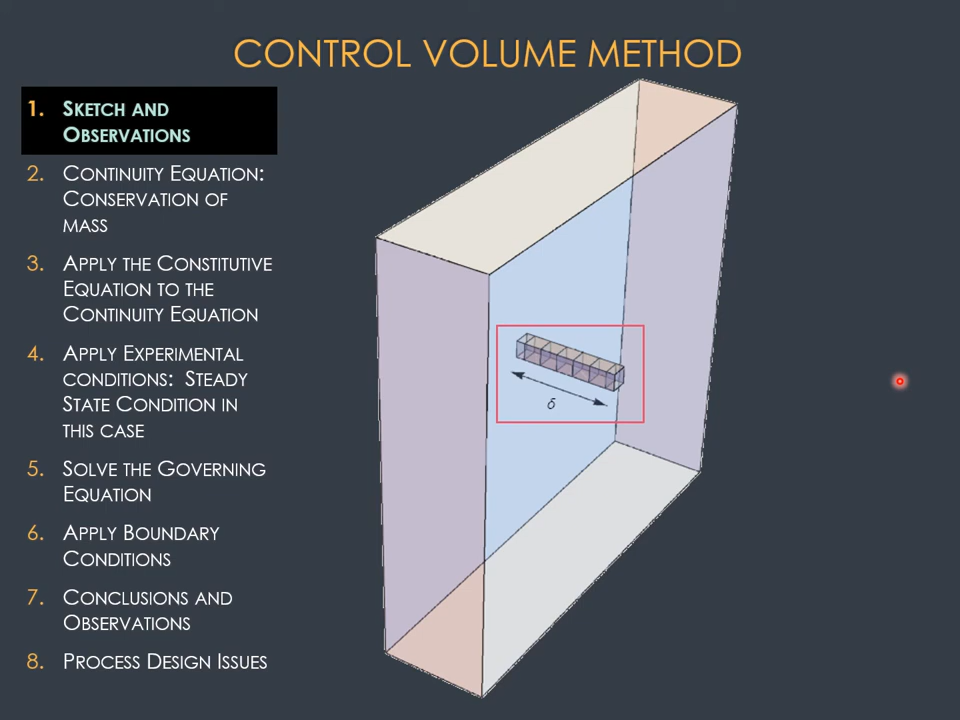 CONTROL VOLUME METHOD
1. SKETCH AND
OBSERVATIONS
2. CONTINUITY EQUATION:
CONSERVATION OF
MASS
3. APPLY THE CONSTITUTIVE
EQUATION TO THE
CONTINUITY EQUATION
4. APPLY EXPERIMENTAL
CONDITIONS: STEADY
STATE CONDITION IN
THIS CASE
5. SOLVE THE GOVERNING
EQUATION
6. APPLY BOUNDARY
CONDITIONS
7. CONCLUSIONS AND
OBSERVATIONS
8. PROCESS DESIGN ISSUES
δ